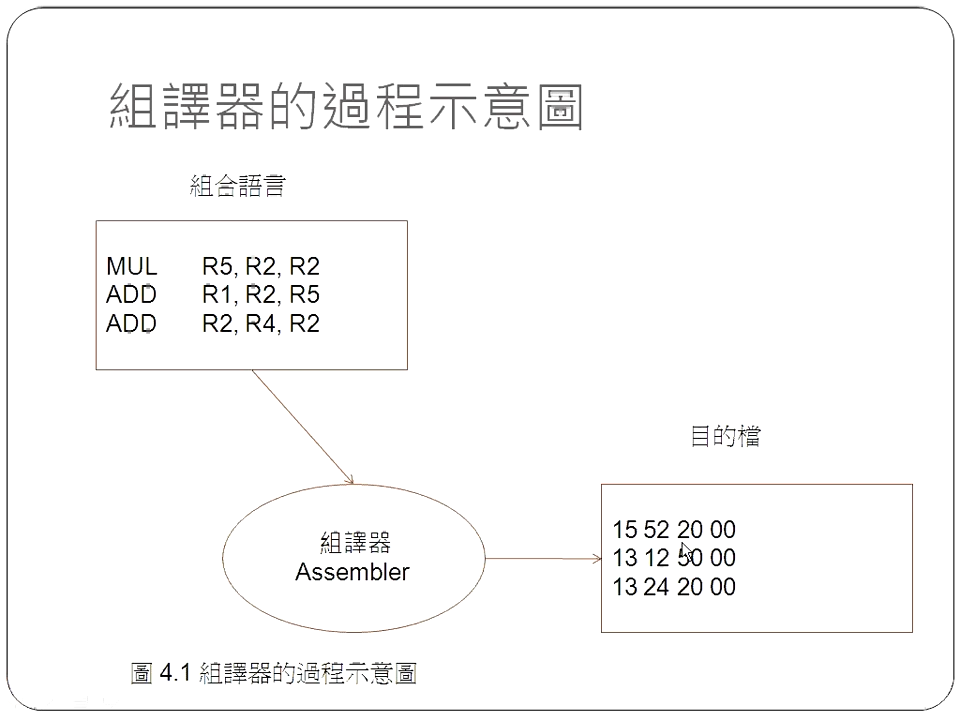 組譯器的過程示意圖
組合語言
MUL R5, R2, R2
ADD R1, R2, R5
ADD R2, R4, R2
目的檔
組譯器
Assembler
15 52 20 00
13 12 50 00
13 24 20 00
圖 4.1 組譯器的過程示意圖